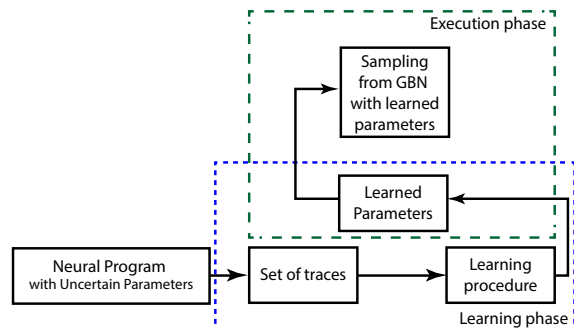 Execution phase
Sampling
from GBN
with learned
parameters
Learned
Parameters
Neural Program
with Uncertain Parameters
Set of traces
Learning
procedure
Learning phase